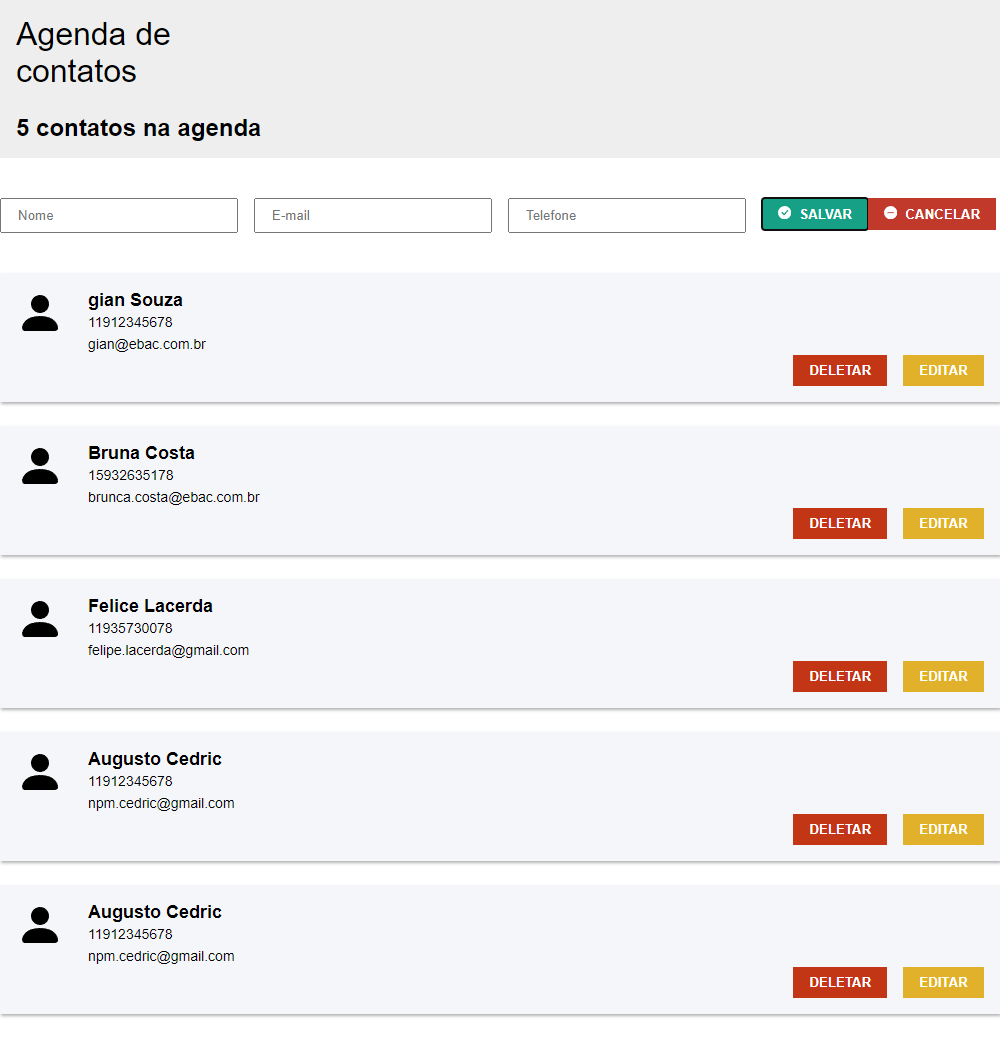 Agenda de
contatos
5 contatos na agenda
Nome E-mail Telefone SALVAR CANCELAR
gian Souza
11912345678
gian@ebac.com.br
DELETAR EDITAR
Bruna Costa
15932635178
brunca.costa@ebac.com.br
DELETAR EDITAR
Felice Lacerda
11935730078
felipe.lacerda@gmail.com
DELETAR EDITAR
Augusto Cedric
11912345678
npm.cedric@gmail.com
DELETAR EDITAR
Augusto Cedric
11912345678
npm.cedric@gmail.com
DELETAR EDITAR